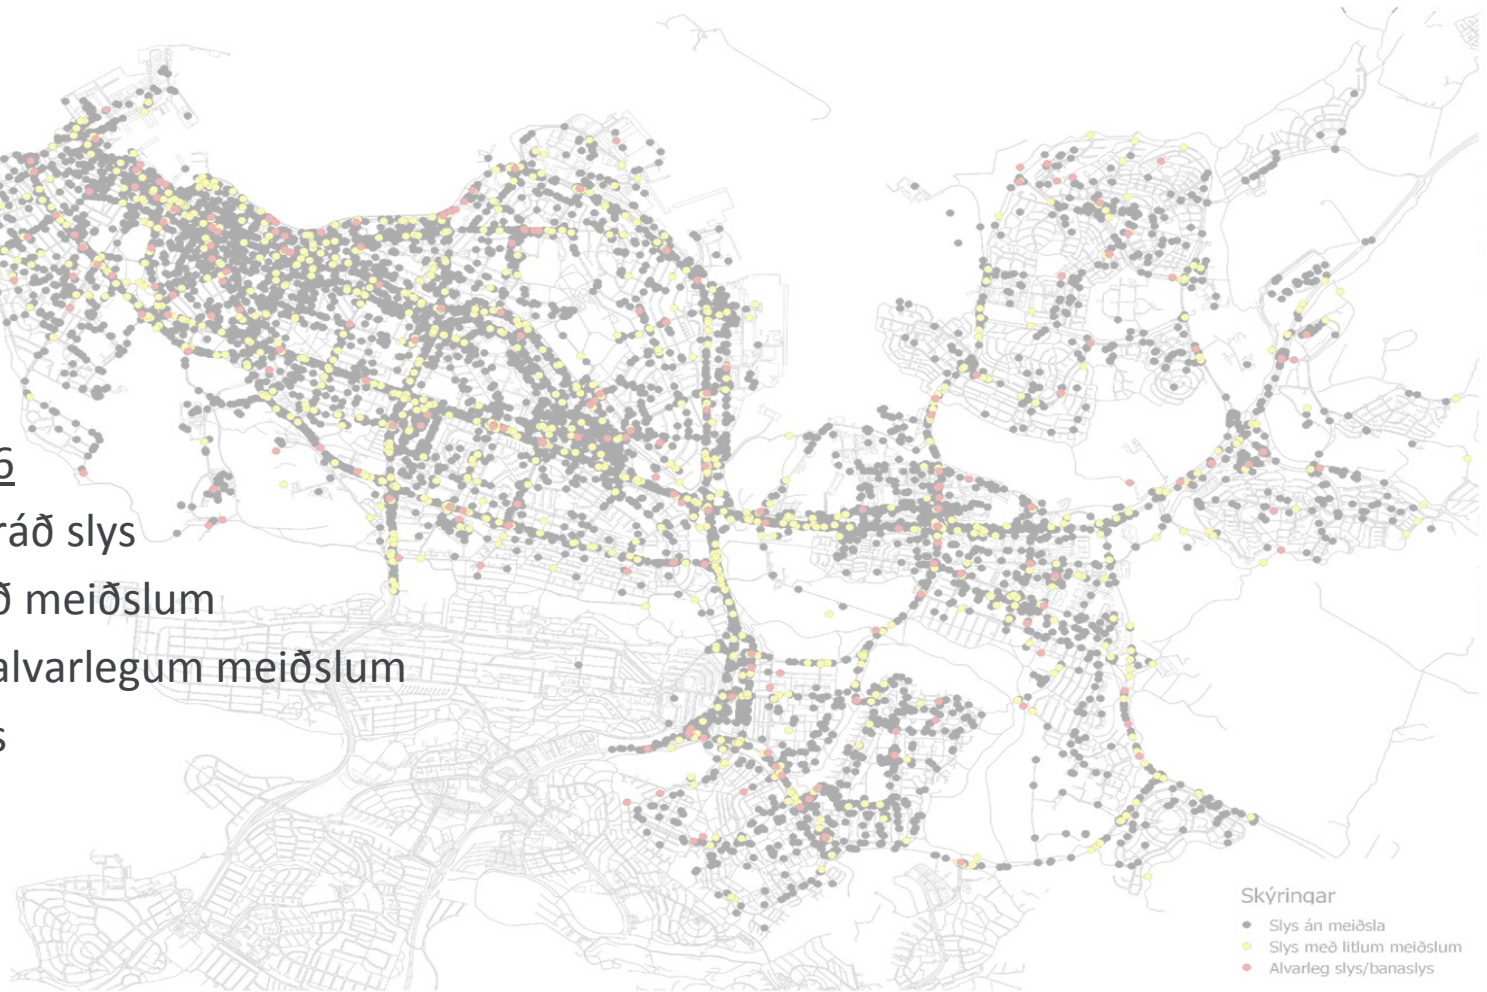 6
ráð slys
ð meiðslum
alvarlegum meiðslum
s
Skýringar
Slys án meiðsla
Slys með litlum meiðslum
Alvarleg slys/banaslys